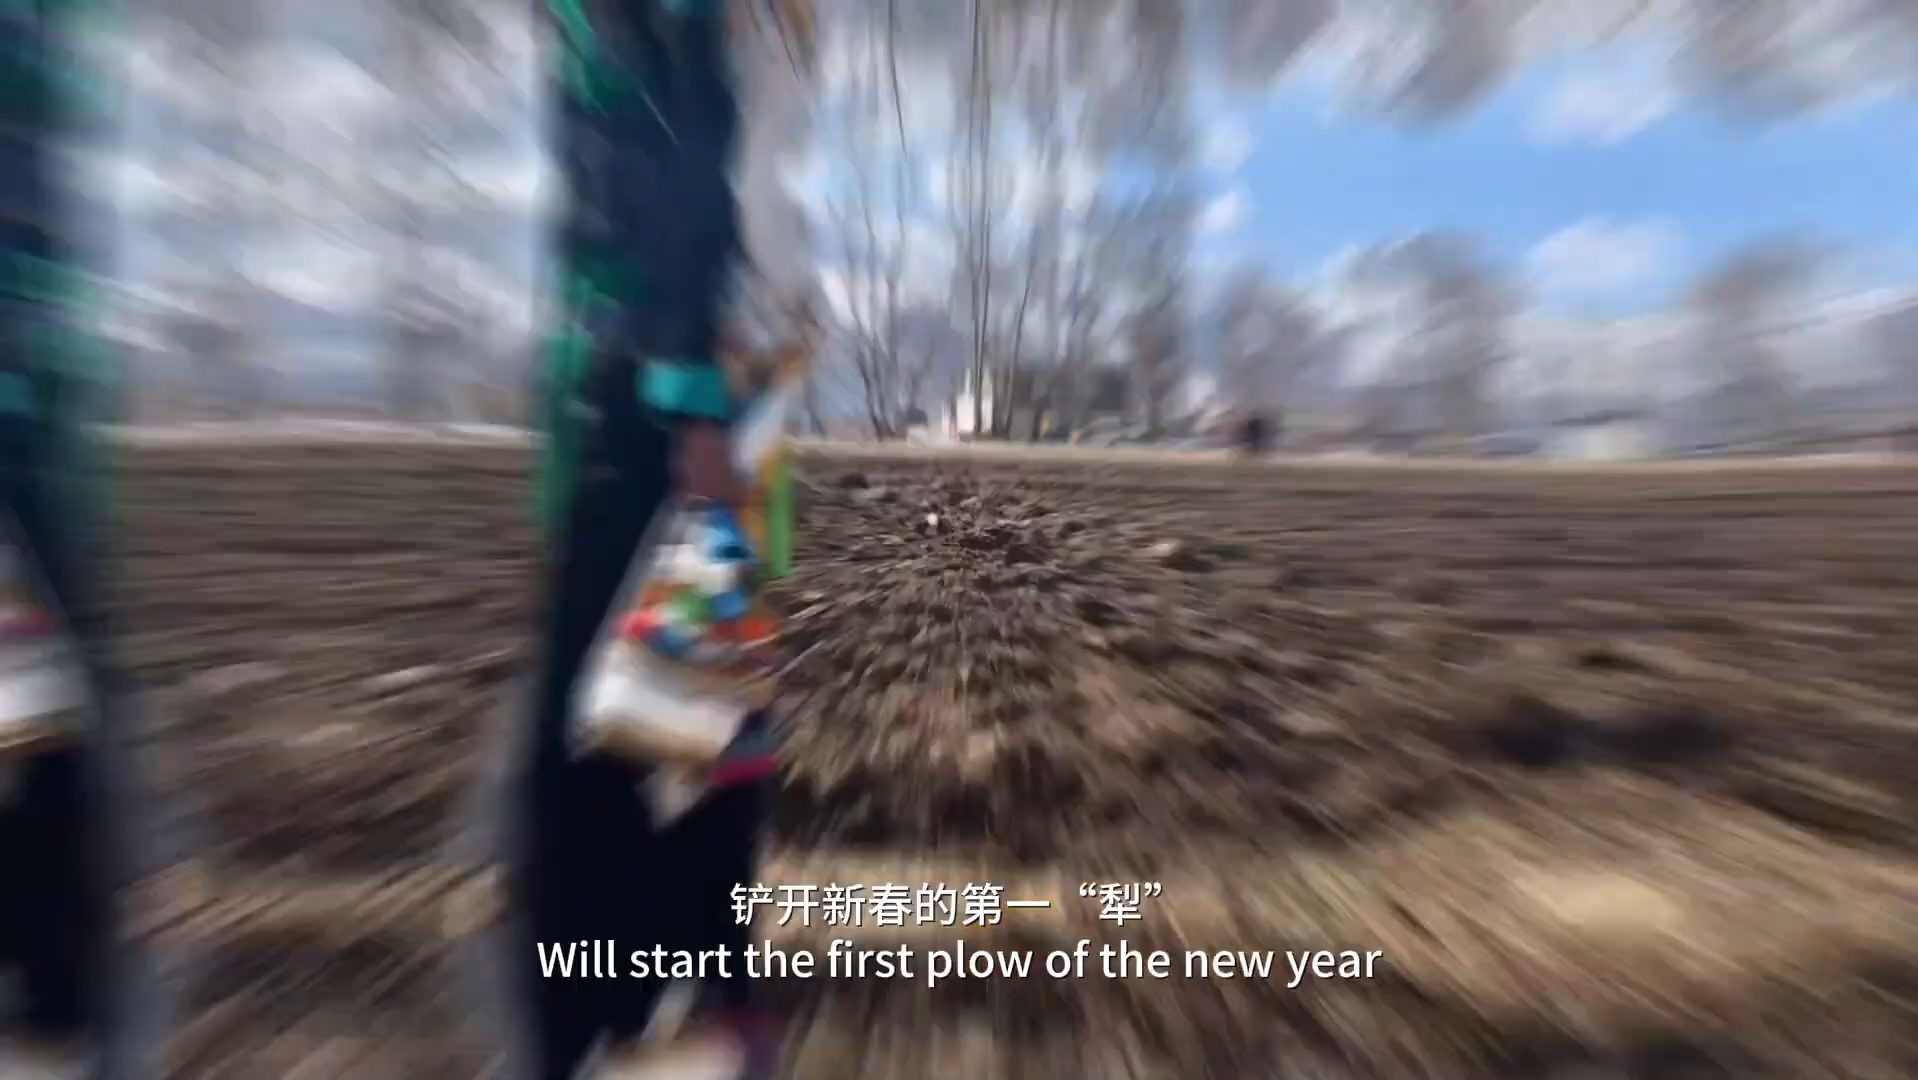 铲开新春的第一“犁”
Will start the first plow of the new year